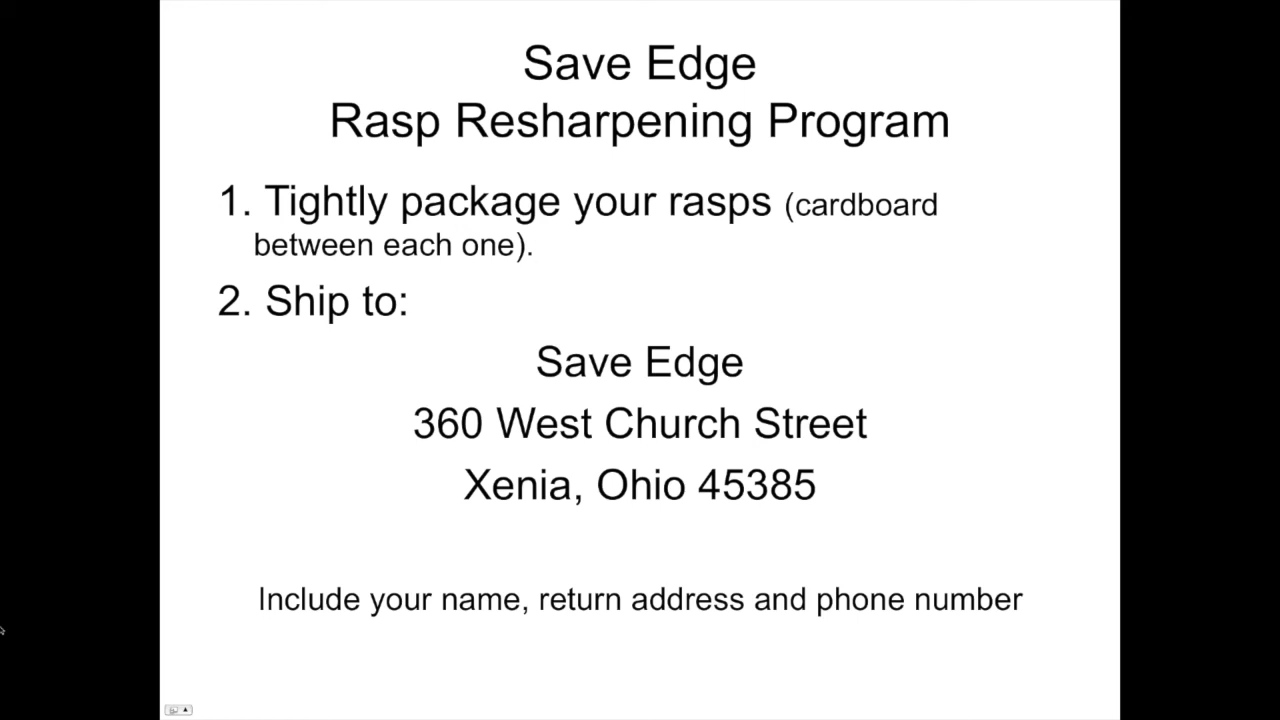 Save Edge
Rasp Resharpening Program
1. Tightly package your rasps (cardboard
between each one).
2. Ship to:
Save Edge
360 West Church Street
Xenia, Ohio 45385
Include your name, return address and phone number